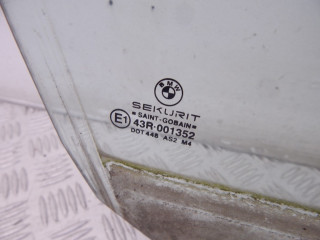 BMW
SEKURIT
SAINT-GOBAIN
E1 43R-001352
DOT 448 AS2 M4